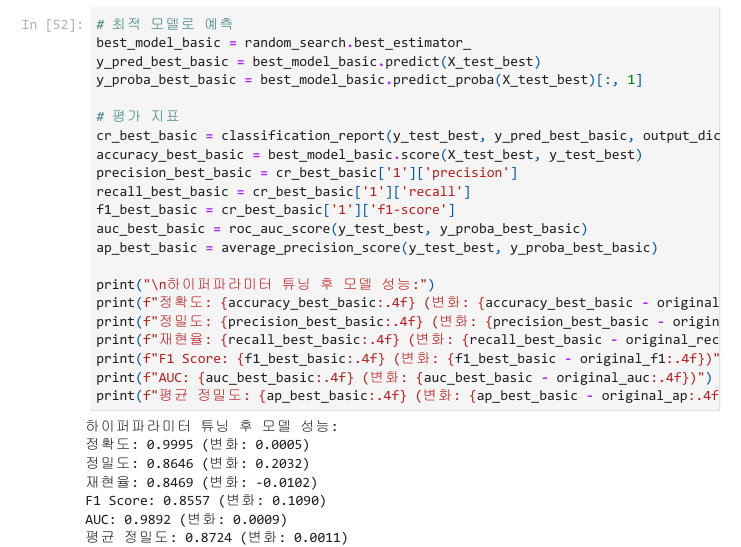 In [52]: # 최적 모델로 예측
best_model_basic = random_search.best_estimator_
y_pred_best_basic = best_model_basic.predict(X_test_best)
y_proba_best_basic = best_model_basic.predict_proba(X_test_best)[:, 1]
# 평가 지표
cr_best_basic = classification_report(y_test_best, y_pred_best_basic, output_dic
accuracy_best_basic = best_model_basic.score(X_test_best, y_test_best)
precision_best_basic = cr_best_basic['1']['precision']
recall_best_basic = cr_best_basic['1']['recall']
f1_best_basic = cr_best_basic['1']['f1-score']
auc_best_basic = roc_auc_score(y_test_best, y_proba_best_basic)
ap_best_basic = average_precision_score(y_test_best, y_proba_best_basic)
print("\n하이퍼파라미터 튜닝 후 모델 성능:")
print(f"정확도: {accuracy_best_basic:.4f} (변화: {accuracy_best_basic - original
print(f"정밀도: {precision_best_basic:.4f} (변화: {precision_best_basic - origin
print(f"재현율: {recall_best_basic:.4f} (변화: {recall_best_basic - original_rec
print(f"F1 Score: {f1_best_basic:.4f} (변화: {f1_best_basic - original_f1:.4f})"
print(f"AUC: {auc_best_basic:.4f} (변화: {auc_best_basic - original_auc:.4f})")
print(f"평균 정밀도: {ap_best_basic:.4f} (변화: {ap_best_basic - original_ap:.4f
하이퍼파라미터 튜닝 후 모델 성능:
정확도: 0.9995 (변화: 0.0005)
정밀도: 0.8646 (변화: 0.2032)
재현율: 0.8469 (변화: -0.0102)
F1 Score: 0.8557 (변화: 0.1090)
AUC: 0.9892 (변화: 0.0009)
평균 정밀도: 0.8724 (변화: 0.0011)